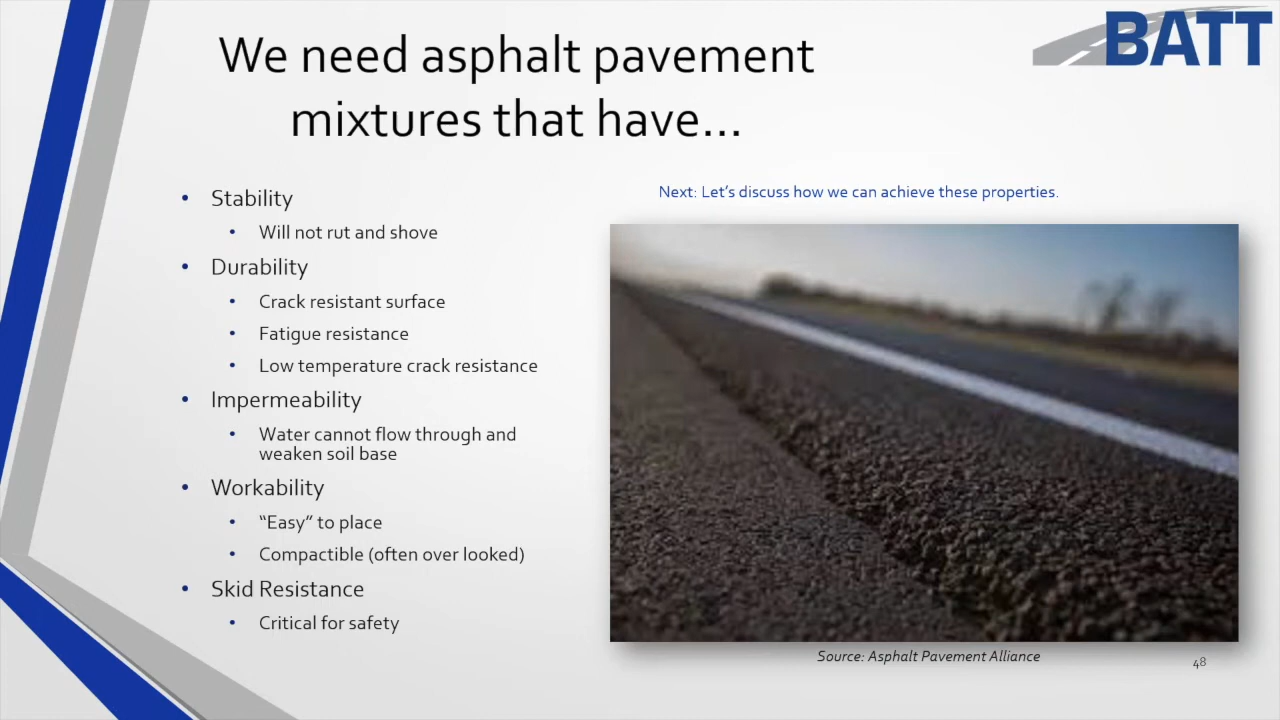 BATT
We need asphalt pavement
mixtures that have...
• Stability
• Will not rut and shove
• Durability
• Crack resistant surface
• Fatigue resistance
• Low temperature crack resistance
• Impermeability
• Water cannot flow through and
weaken soil base
• Workability
• “Easy” to place
• Compactible (often over looked)
• Skid Resistance
• Critical for safety
Next: Let’s discuss how we can achieve these properties.
Source: Asphalt Pavement Alliance
48